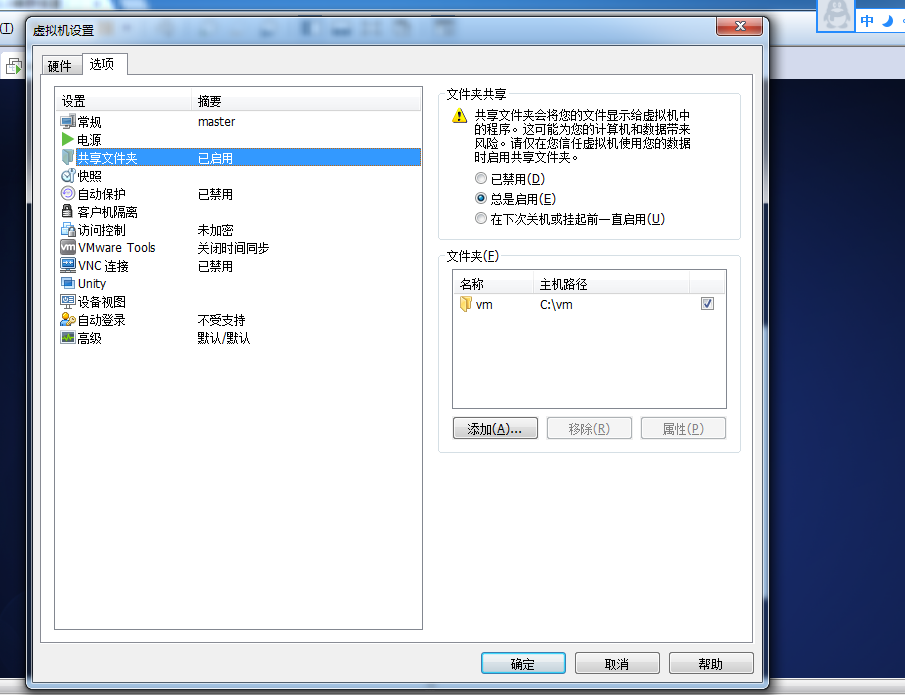 虚拟机设置
中
硬件
选项
设置 摘要
常规 master
电源
共享文件夹 已启用
快照
自动保护 已禁用
客户机隔离
访问控制 未加密
VMware Tools 关闭时间同步
VNC 连接 已禁用
Unity
设备视图
自动登录 不受支持
高级 默认/默认
文件夹共享
共享文件夹会将您的文件显示给虚拟机中
的程序。这可能为您的计算机和数据带来
风险。请仅在您信任虚拟机使用您的数据
时启用共享文件夹。
已禁用(D)
总是启用(E)
在下次关机或挂起前一直启用(U)
文件夹(F)
名称 主机路径
vm C:\vm
添加(A)... 移除(R) 属性(P)
确定 取消 帮助